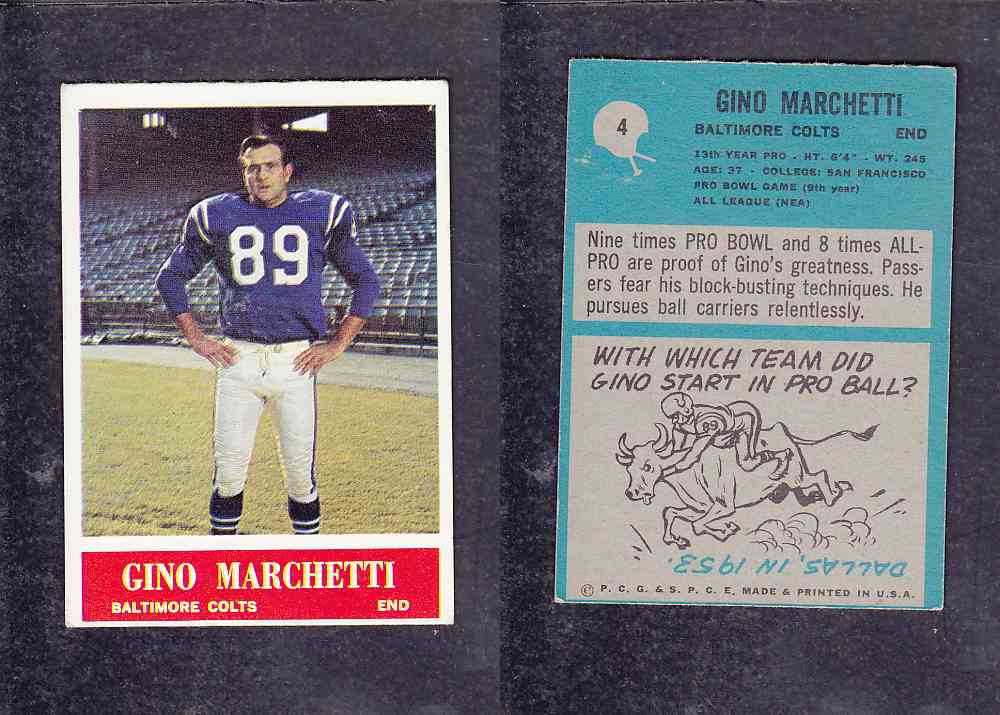 89
GINO MARCHETTI
BALTIMORE COLTS END
4
GINO MARCHETTI
BALTIMORE COLTS END
13th YEAR PRO - HT. 6'4" - WT. 245
AGE: 37 - COLLEGE: SAN FRANCISCO
PRO BOWL GAME (9th year)
ALL LEAGUE (NEA)
Nine times PRO BOWL and 8 times ALL-
PRO are proof of Gino's greatness. Pass-
ers fear his block-busting techniques. He
pursues ball carriers relentlessly.
WITH WHICH TEAM DID
GINO START IN PRO BALL?
89
DALLAS, IN 1953.
© P. C. G. & S. P. C. E. MADE & PRINTED IN U.S.A.